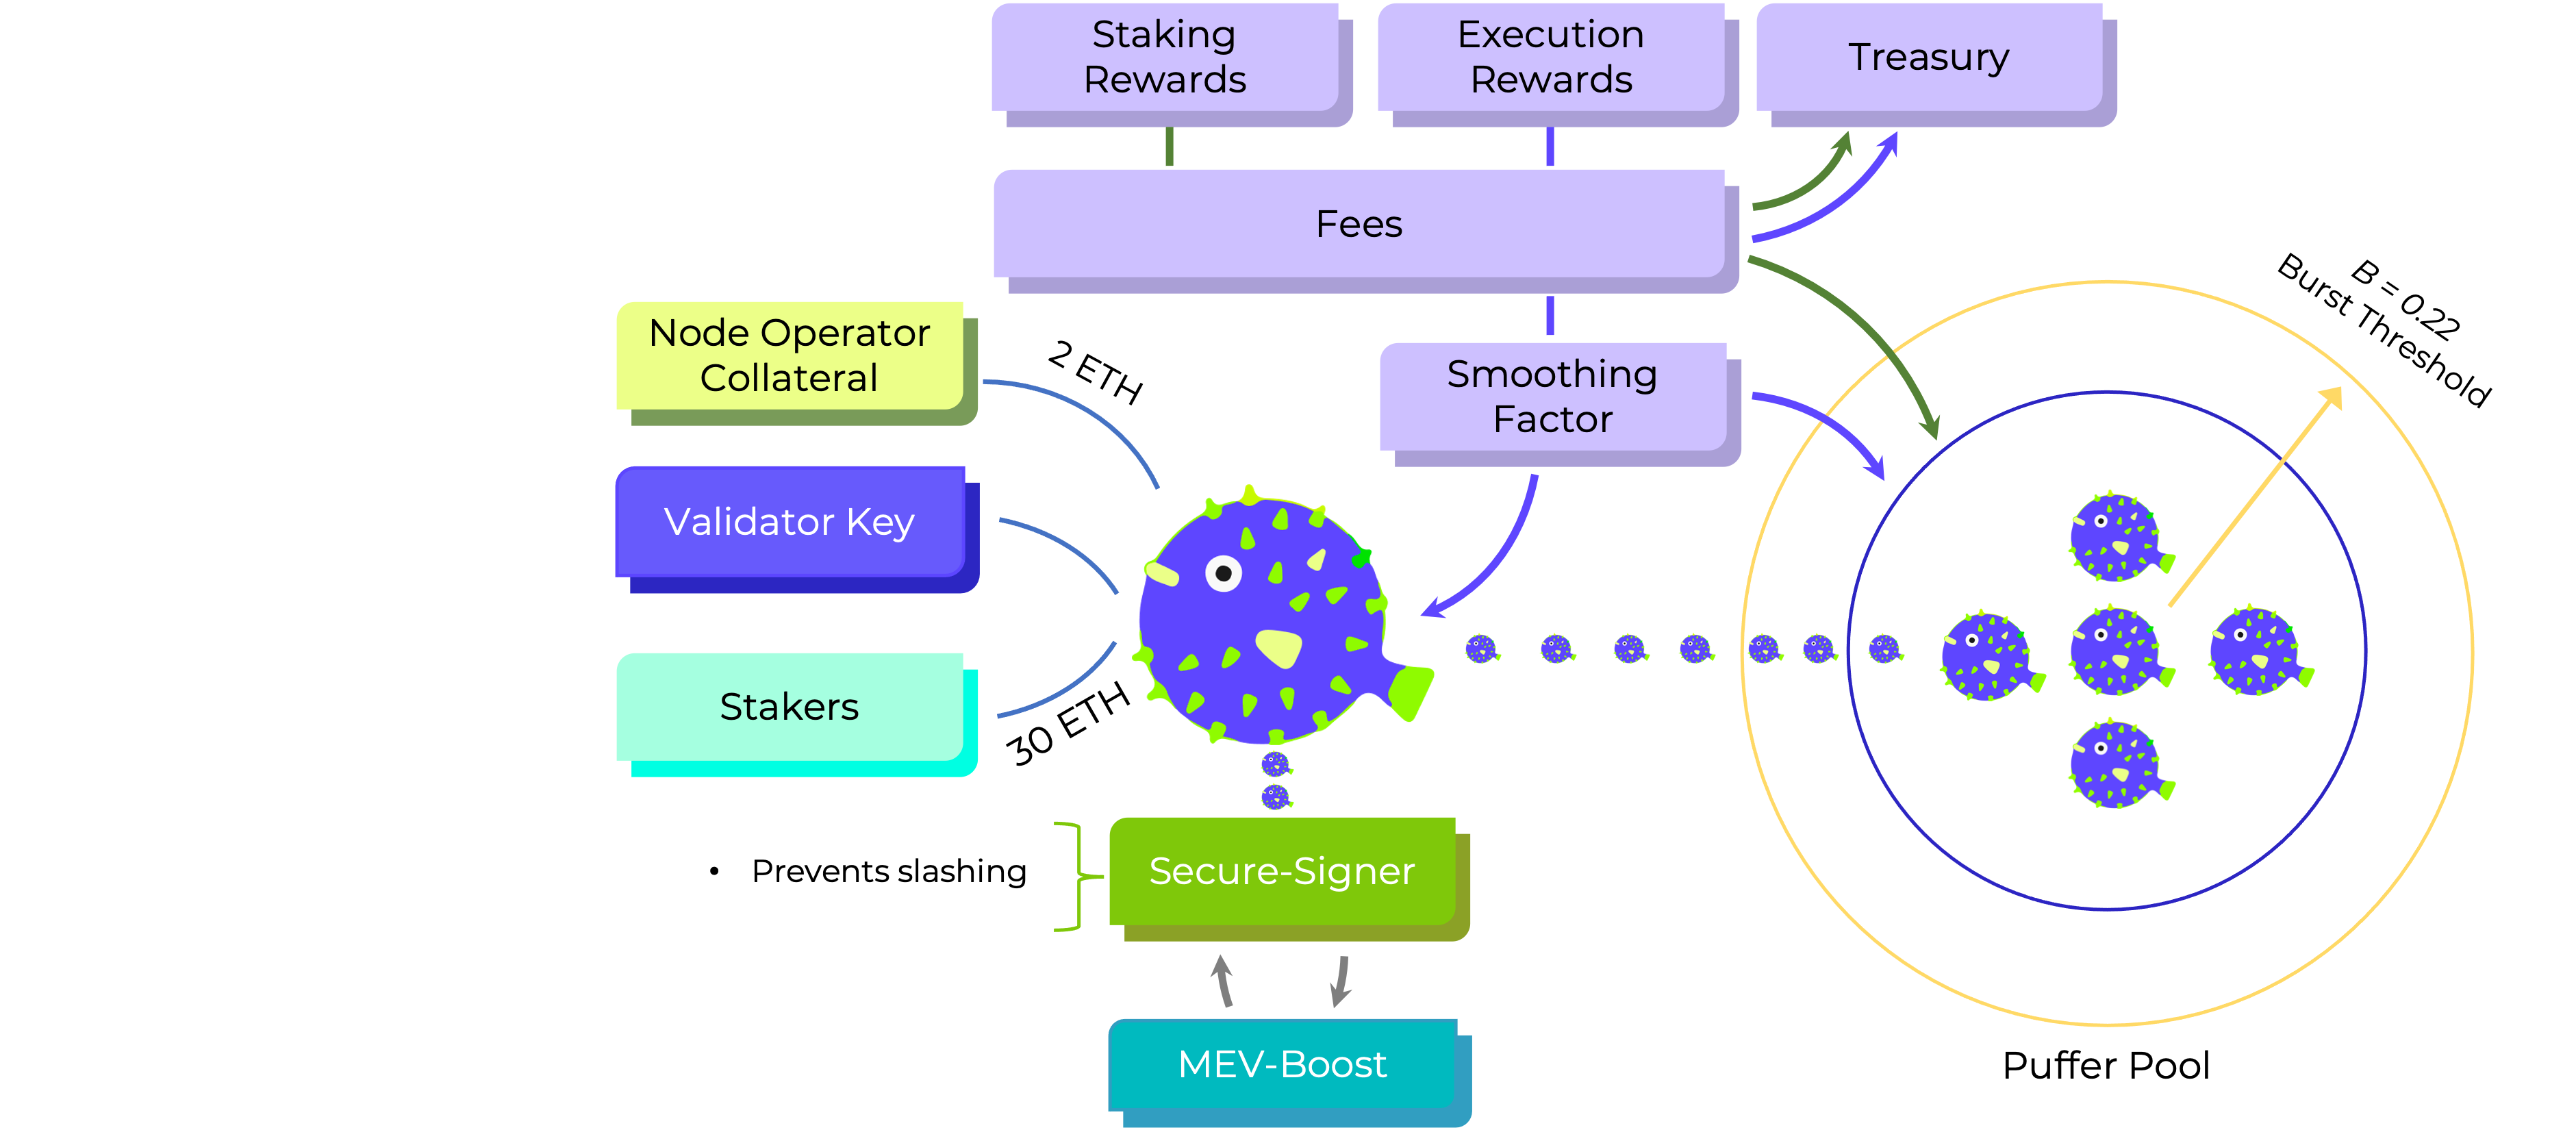 Staking
Rewards
Execution
Rewards
Treasury
Fees
B = 0.22
Burst Threshold
Node Operator
Collateral
2 ETH
Smoothing
Factor
Validator Key
Stakers
30 ETH
• Prevents slashing
Secure-Signer
MEV-Boost
Puffer Pool